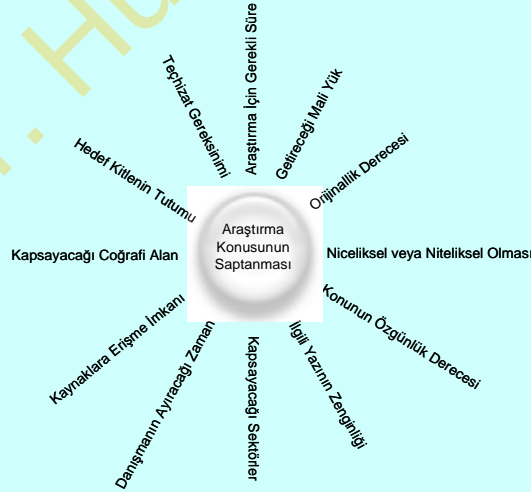 Araştırma İçin Gerekli Süre
Getireceği Mali Yük
Orijinallik Derecesi
Niceliksel veya Niteliksel Olması
Konunun Özgünlük Derecesi
İlgili Yazının Zenginliği
Kapsayacağı Sektörler
Danışmanın Ayıracağı Zaman
Kaynaklara Erişme İmkanı
Kapsayacağı Coğrafi Alan
Hedef Kitlenin Tutumu
Teçhizat Gereksinimi
Araştırma
Konusunun
Saptanması